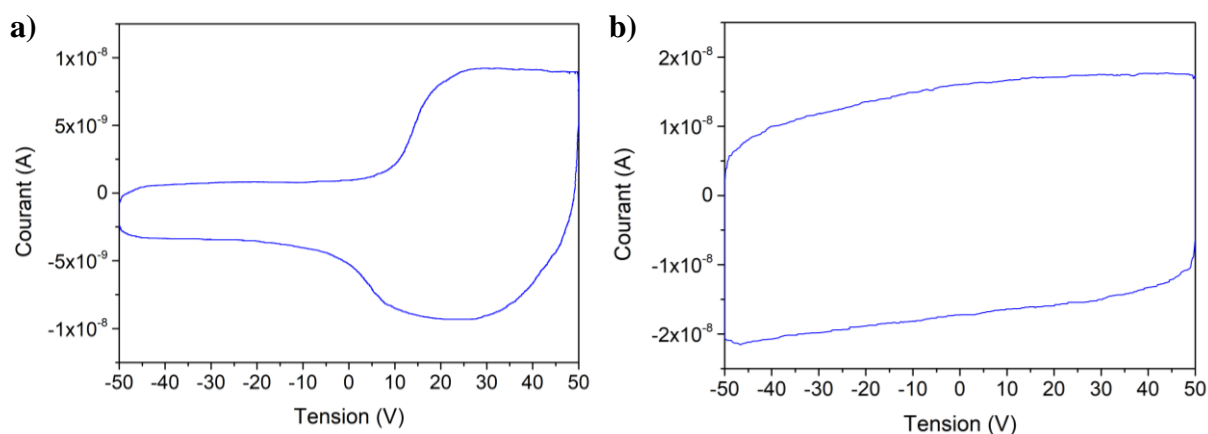 a)
Courant (A)
1x10⁻⁸
5x10⁻⁹
0
-5x10⁻⁹
-1x10⁻⁸
-50 -40 -30 -20 -10 0 10 20 30 40 50
Tension (V)
b)
Courant (A)
2x10⁻⁸
1x10⁻⁸
0
-1x10⁻⁸
-2x10⁻⁸
-50 -40 -30 -20 -10 0 10 20 30 40 50
Tension (V)